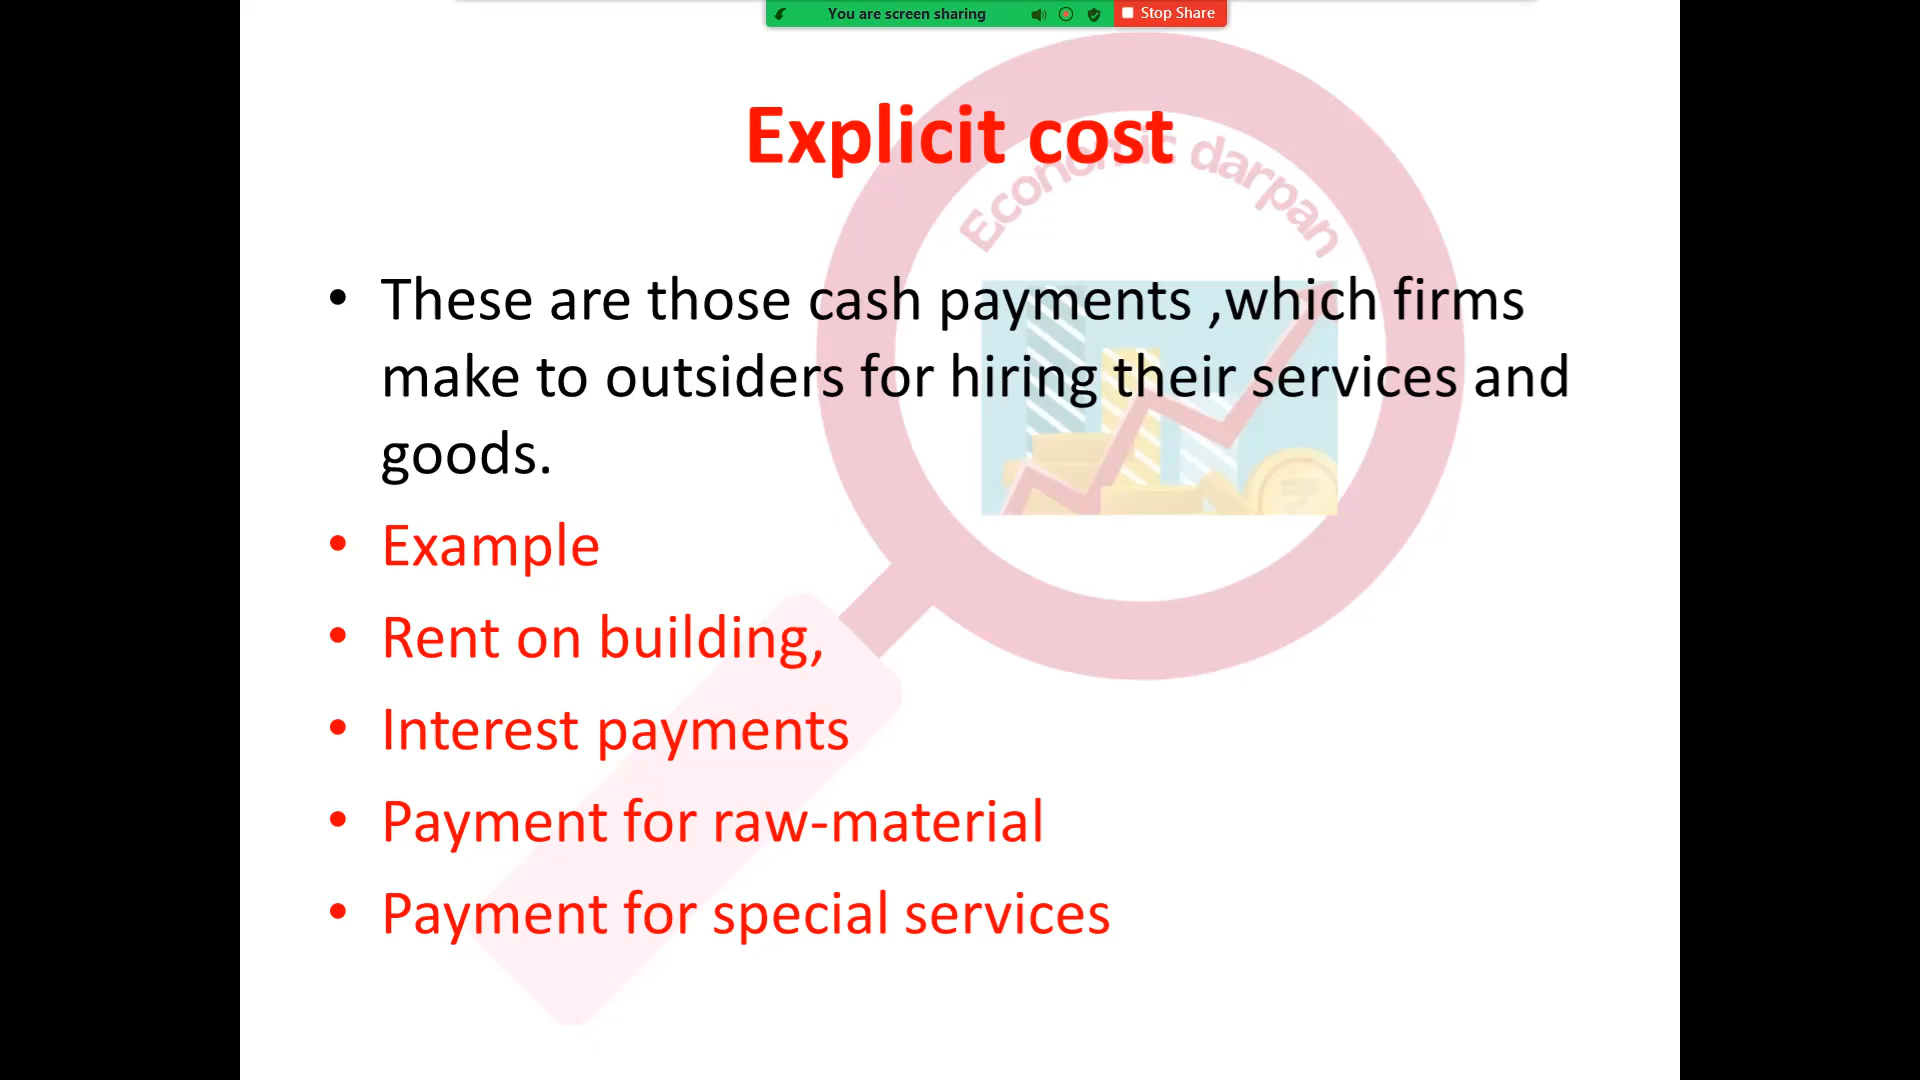 You are screen sharing
Stop Share
Explicit cost
Economic darpan
• These are those cash payments ,which firms
make to outsiders for hiring their services and
goods.
• Example
• Rent on building,
• Interest payments
• Payment for raw-material
• Payment for special services